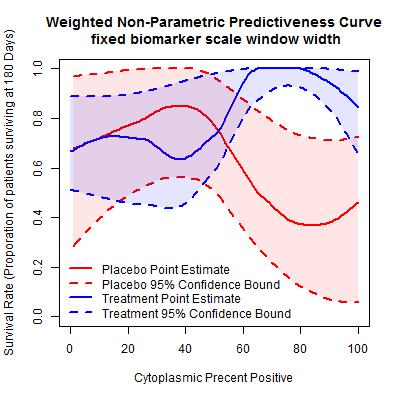 Weighted Non-Parametric Predictiveness Curve
fixed biomarker scale window width
Survival Rate (Proporation of patients surviving at 180 Days)
1.0
0.8
0.6
0.4
0.2
0.0
Placebo Point Estimate
Placebo 95% Confidence Bound
Treatment Point Estimate
Treatment 95% Confidence Bound
0 20 40 60 80 100
Cytoplasmic Precent Positive